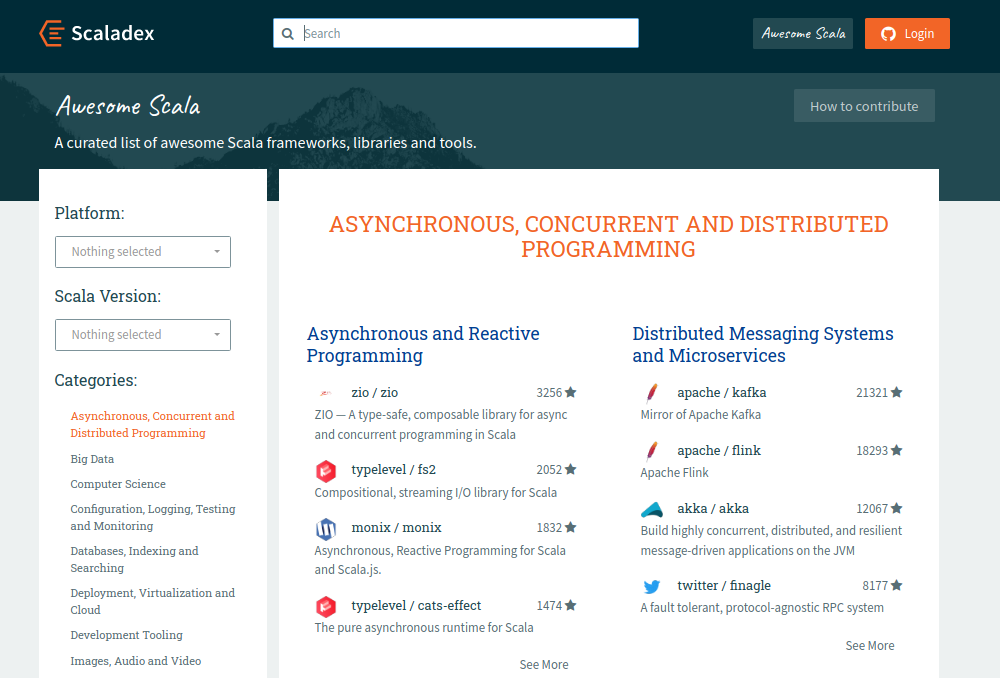 Scaladex
Search
Awesome Scala
Login
Awesome Scala
How to contribute
A curated list of awesome Scala frameworks, libraries and tools.
Platform:
Nothing selected
Scala Version:
Nothing selected
Categories:
Asynchronous, Concurrent and
Distributed Programming
Big Data
Computer Science
Configuration, Logging, Testing
and Monitoring
Databases, Indexing and
Searching
Deployment, Virtualization and
Cloud
Development Tooling
Images, Audio and Video
ASYNCHRONOUS, CONCURRENT AND DISTRIBUTED
PROGRAMMING
Asynchronous and Reactive
Programming
zio / zio 3256
ZIO — A type-safe, composable library for async
and concurrent programming in Scala
typelevel / fs2 2052
Compositional, streaming I/O library for Scala
monix / monix 1832
Asynchronous, Reactive Programming for Scala
and Scala.js.
typelevel / cats-effect 1474
The pure asynchronous runtime for Scala
See More
Distributed Messaging Systems
and Microservices
apache / kafka 21321
Mirror of Apache Kafka
apache / flink 18293
Apache Flink
akka / akka 12067
Build highly concurrent, distributed, and resilient
message-driven applications on the JVM
twitter / finagle 8177
A fault tolerant, protocol-agnostic RPC system
See More